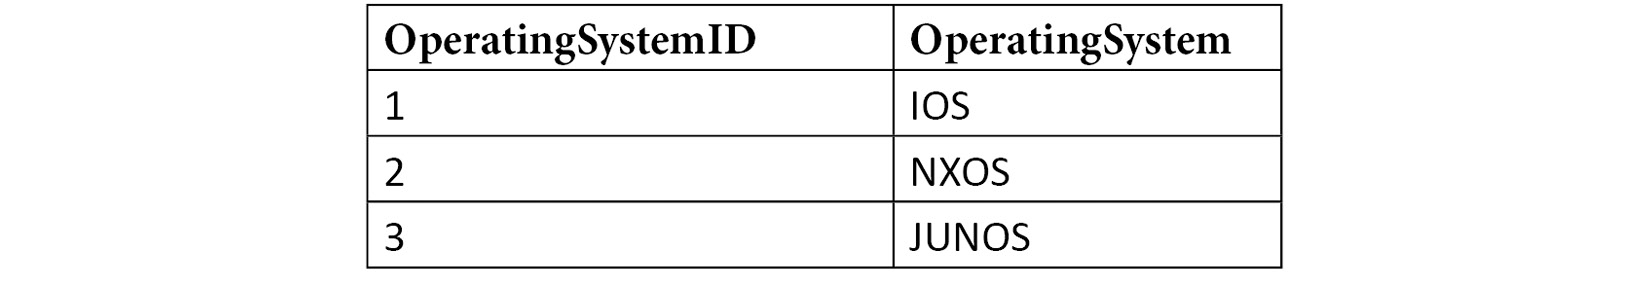 OperatingSystemID OperatingSystem
1 IOS
2 NXOS
3 JUNOS